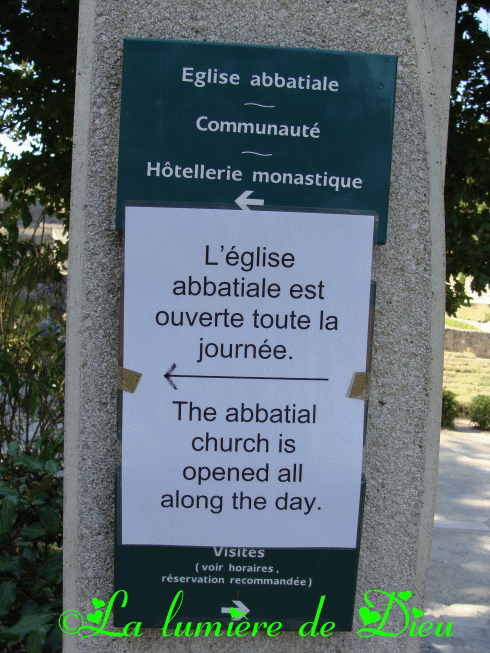 Eglise abbatiale
Communauté
Hôtellerie monastique
L'église
abbatiale est
ouverte toute la
journée.
The abbatial
church is
opened all
along the day.
Visites
(voir horaires,
réservation recommandée)
©La lumière de Dieu